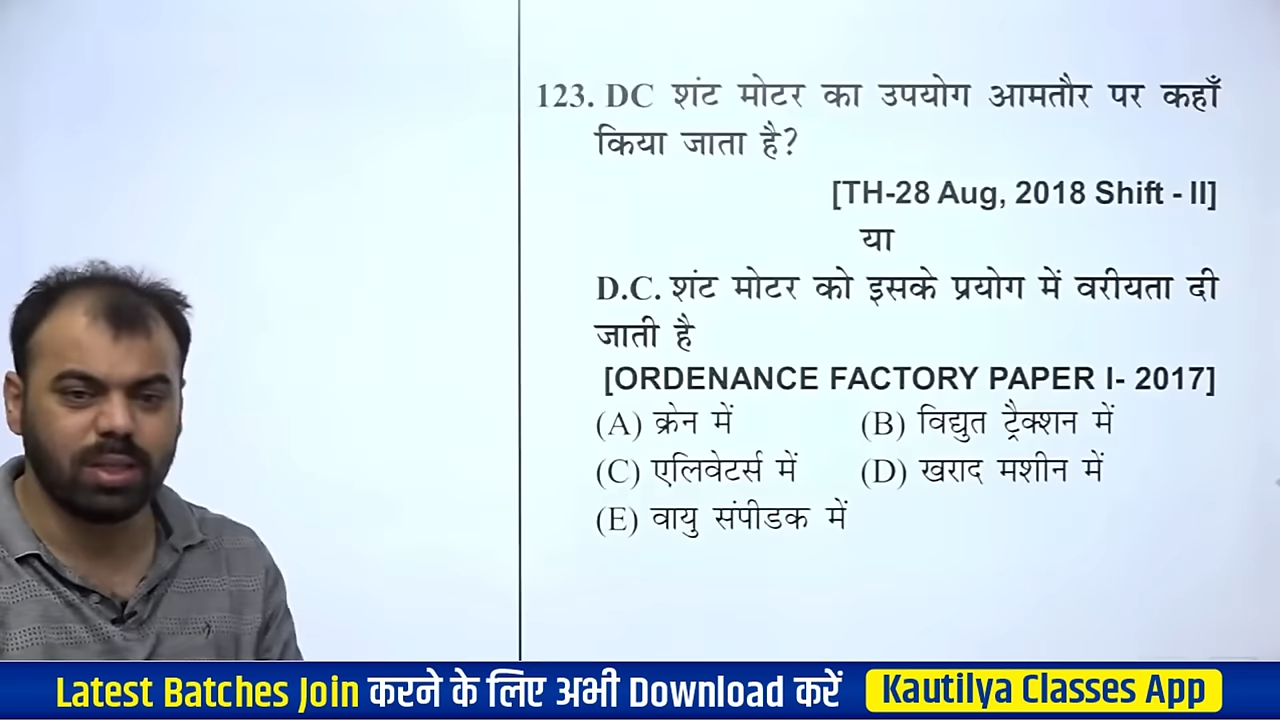 123. DC शंट मोटर का उपयोग आमतौर पर कहाँ
किया जाता है?
[TH-28 Aug, 2018 Shift - II]
या
D.C. शंट मोटर को इसके प्रयोग में वरीयता दी
जाती है
[ORDENANCE FACTORY PAPER I- 2017]
(A) क्रेन में (B) विद्युत ट्रैक्शन में
(C) एलिवेटर्स में (D) खराद मशीन में
(E) वायु संपीडक में
Latest Batches Join करने के लिए अभी Download करें Kautilya Classes App